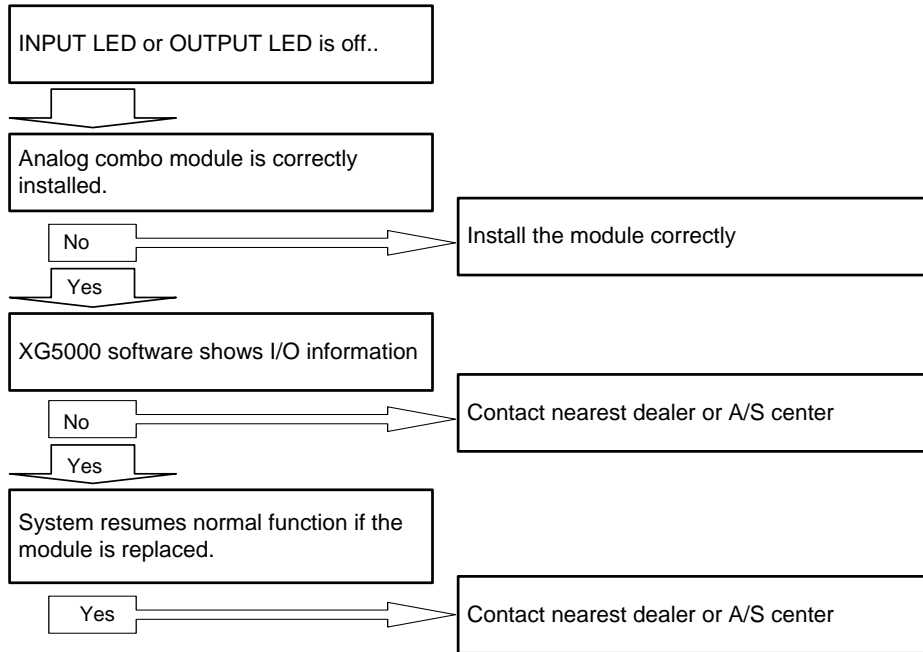 INPUT LED or OUTPUT LED is off..
Analog combo module is correctly
installed.
No
Install the module correctly
Yes
XG5000 software shows I/O information
No
Contact nearest dealer or A/S center
Yes
System resumes normal function if the
module is replaced.
Yes
Contact nearest dealer or A/S center